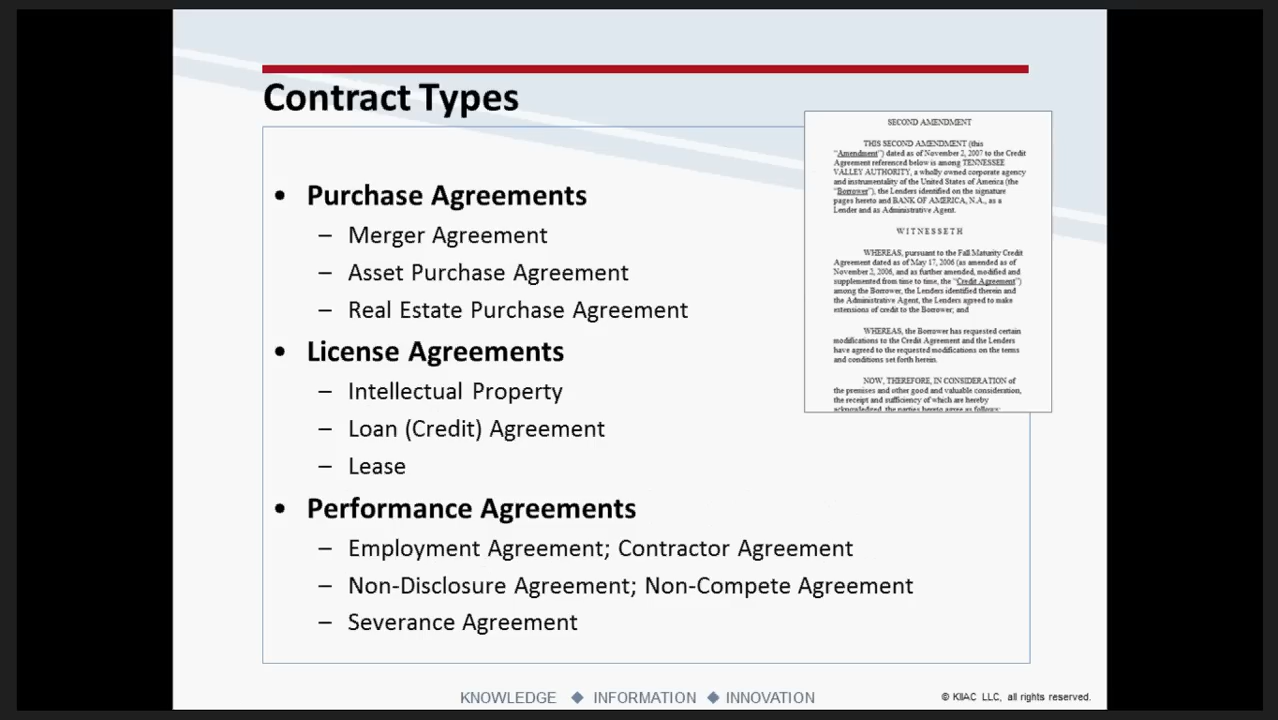 Contract Types
• Purchase Agreements
– Merger Agreement
– Asset Purchase Agreement
– Real Estate Purchase Agreement
• License Agreements
– Intellectual Property
– Loan (Credit) Agreement
– Lease
• Performance Agreements
– Employment Agreement; Contractor Agreement
– Non-Disclosure Agreement; Non-Compete Agreement
– Severance Agreement
SECOND AMENDMENT
THIS SECOND AMENDMENT (this
“Amendment”) dated as of November 2, 2007 to the Credit
Agreement referenced below is among TENNESSEE
VALLEY AUTHORITY, a wholly owned corporate agency
and instrumentality of the United States of America (the
“Borrower”), the Lenders identified on the signature
pages hereto and BANK OF AMERICA, N.A., as a
Lender and as Administrative Agent.
W I T N E S S E T H
WHEREAS, pursuant to the Fall Maturity Credit
Agreement dated as of May 17, 2006 (as amended as of
November 2, 2006, and as further amended, modified and
supplemented from time to time, the “Credit Agreement”)
among the Borrower, the Lenders identified therein and
the Administrative Agent, the Lenders agreed to make
extensions of credit to the Borrower; and
WHEREAS, the Borrower has requested certain
modifications to the Credit Agreement and the Lenders
have agreed to the requested modifications on the terms
and conditions set forth herein.
NOW, THEREFORE, IN CONSIDERATION of
the premises and other good and valuable consideration,
the receipt and sufficiency of which are hereby
acknowledged, the parties hereto agree as follows:
KNOWLEDGE ◆ INFORMATION ◆ INNOVATION
© KIIAC LLC, all rights reserved.